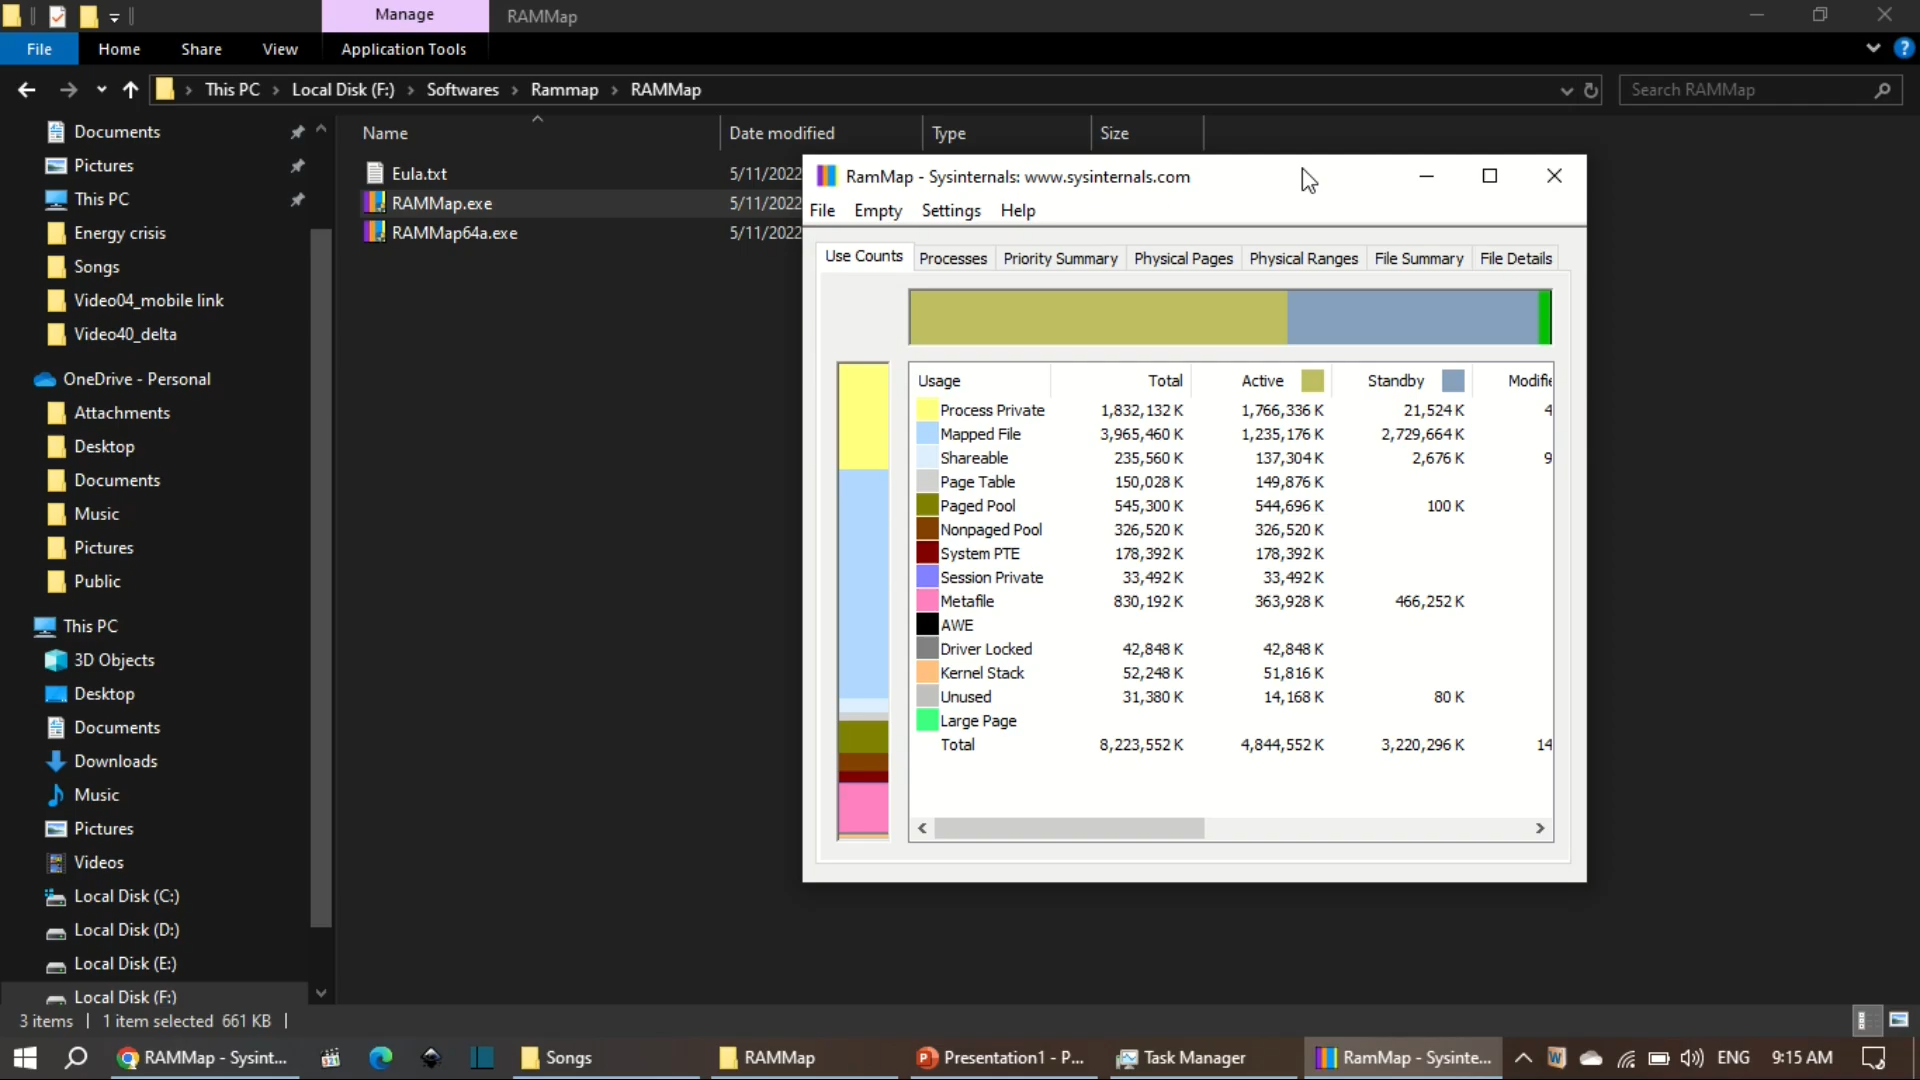 Manage
RAMMap
File
Home
Share
View
Application Tools
This PC
Local Disk (F:)
Softwares
Rammap
RAMMap
Search RAMMap
Name
Date modified
Type
Size
Eula.txt 5/11/2022
RAMMap.exe 5/11/2022
RAMMap64a.exe 5/11/2022
Documents
Pictures
This PC
Energy crisis
Songs
Video04_mobile link
Video40_delta
OneDrive - Personal
Attachments
Desktop
Documents
Music
Pictures
Public
This PC
3D Objects
Desktop
Documents
Downloads
Music
Pictures
Videos
Local Disk (C:)
Local Disk (D:)
Local Disk (E:)
Local Disk (F:)
RamMap - Sysinternals: www.sysinternals.com
File Empty Settings Help
Use Counts Processes Priority Summary Physical Pages Physical Ranges File Summary File Details
Usage Total Active Standby Modifie
Process Private 1,832,132 K 1,766,336 K 21,524 K 4
Mapped File 3,965,460 K 1,235,176 K 2,729,664 K
Shareable 235,560 K 137,304 K 2,676 K 9
Page Table 150,028 K 149,876 K
Paged Pool 545,300 K 544,696 K 100 K
Nonpaged Pool 326,520 K 326,520 K
System PTE 178,392 K 178,392 K
Session Private 33,492 K 33,492 K
Metafile 830,192 K 363,928 K 466,252 K
AWE
Driver Locked 42,848 K 42,848 K
Kernel Stack 52,248 K 51,816 K
Unused 31,380 K 14,168 K 80 K
Large Page
Total 8,223,552 K 4,844,552 K 3,220,296 K 14
3 items 1 item selected 661 KB
RAMMap - Sysint...
Songs
RAMMap
Presentation1 - P...
Task Manager
RamMap - Sysinte...
ENG
9:15 AM